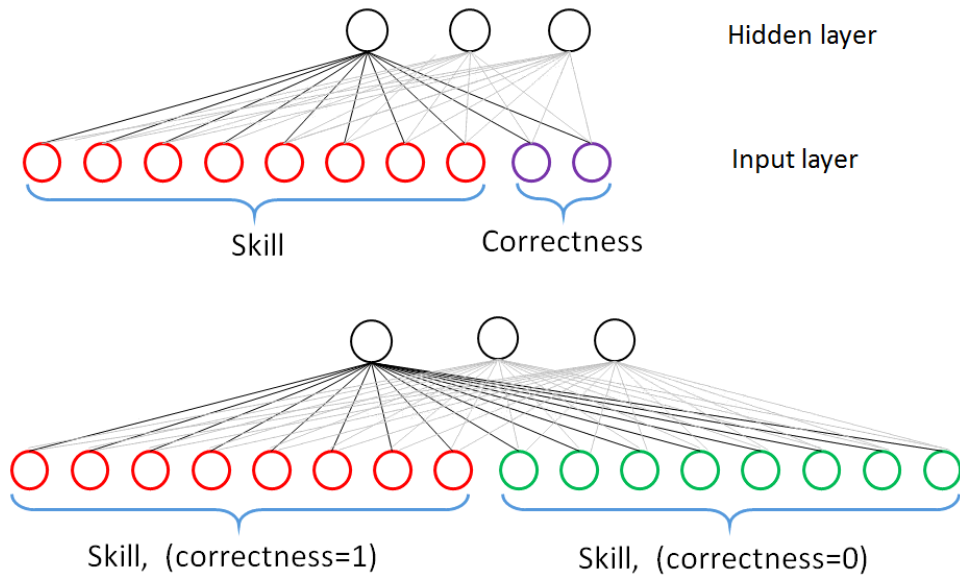 Hidden layer
Input layer
Skill
Correctness
Skill, (correctness=1)
Skill, (correctness=0)